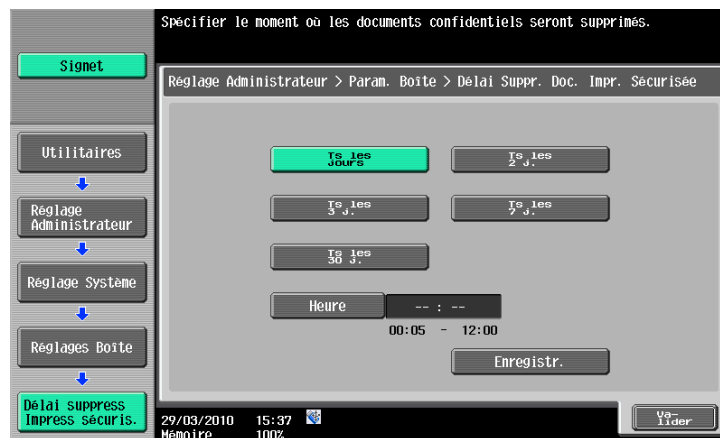 Spécifier le moment où les documents confidentiels seront supprimés.
Signet
Réglage Administrateur > Param. Boîte > Délai Suppr. Doc. Impr. Sécurisée
Utilitaires
Réglage
Administrateur
Réglage Système
Réglages Boîte
Délai suppress
Impress sécuris.
Ts les
Jours
Ts les
2 J.
Ts les
3 J.
Ts les
7 J.
Ts les
30 J.
Heure
-- : --
00:05 - 12:00
Enregistr.
29/03/2010 15:37
Mémoire 100%
Va-
lider